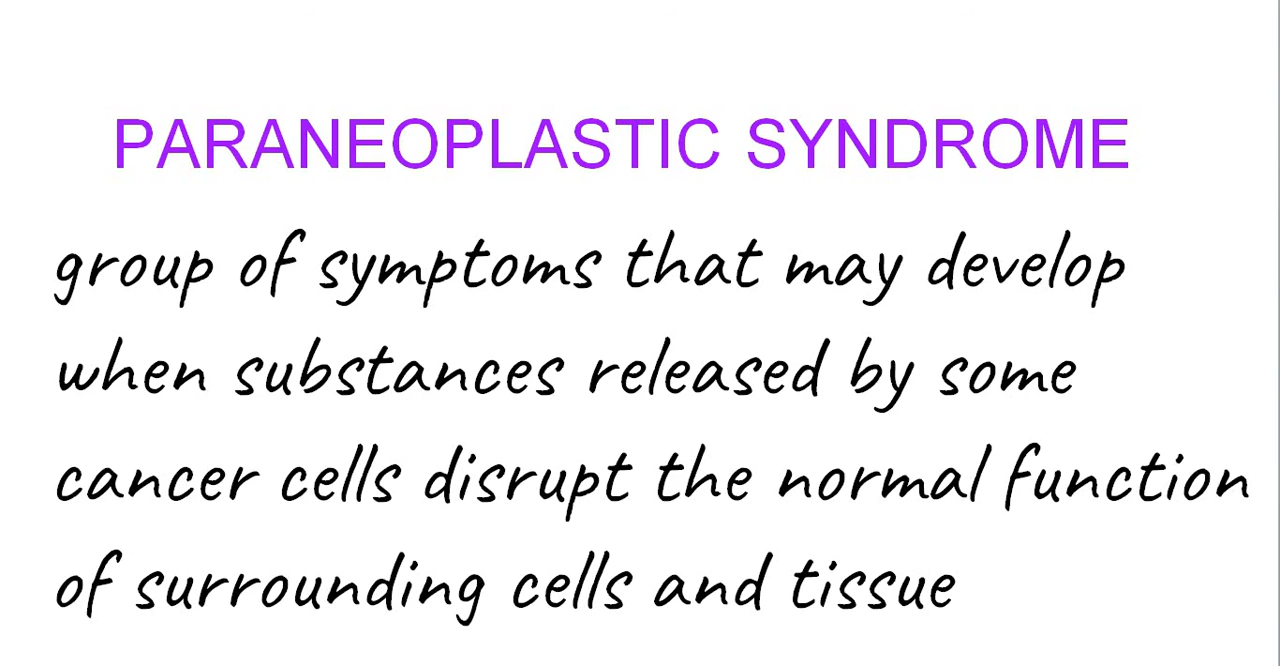 PARANEOPLASTIC SYNDROME
group of symptoms that may develop
when substances released by some
cancer cells disrupt the normal function
of surrounding cells and tissue